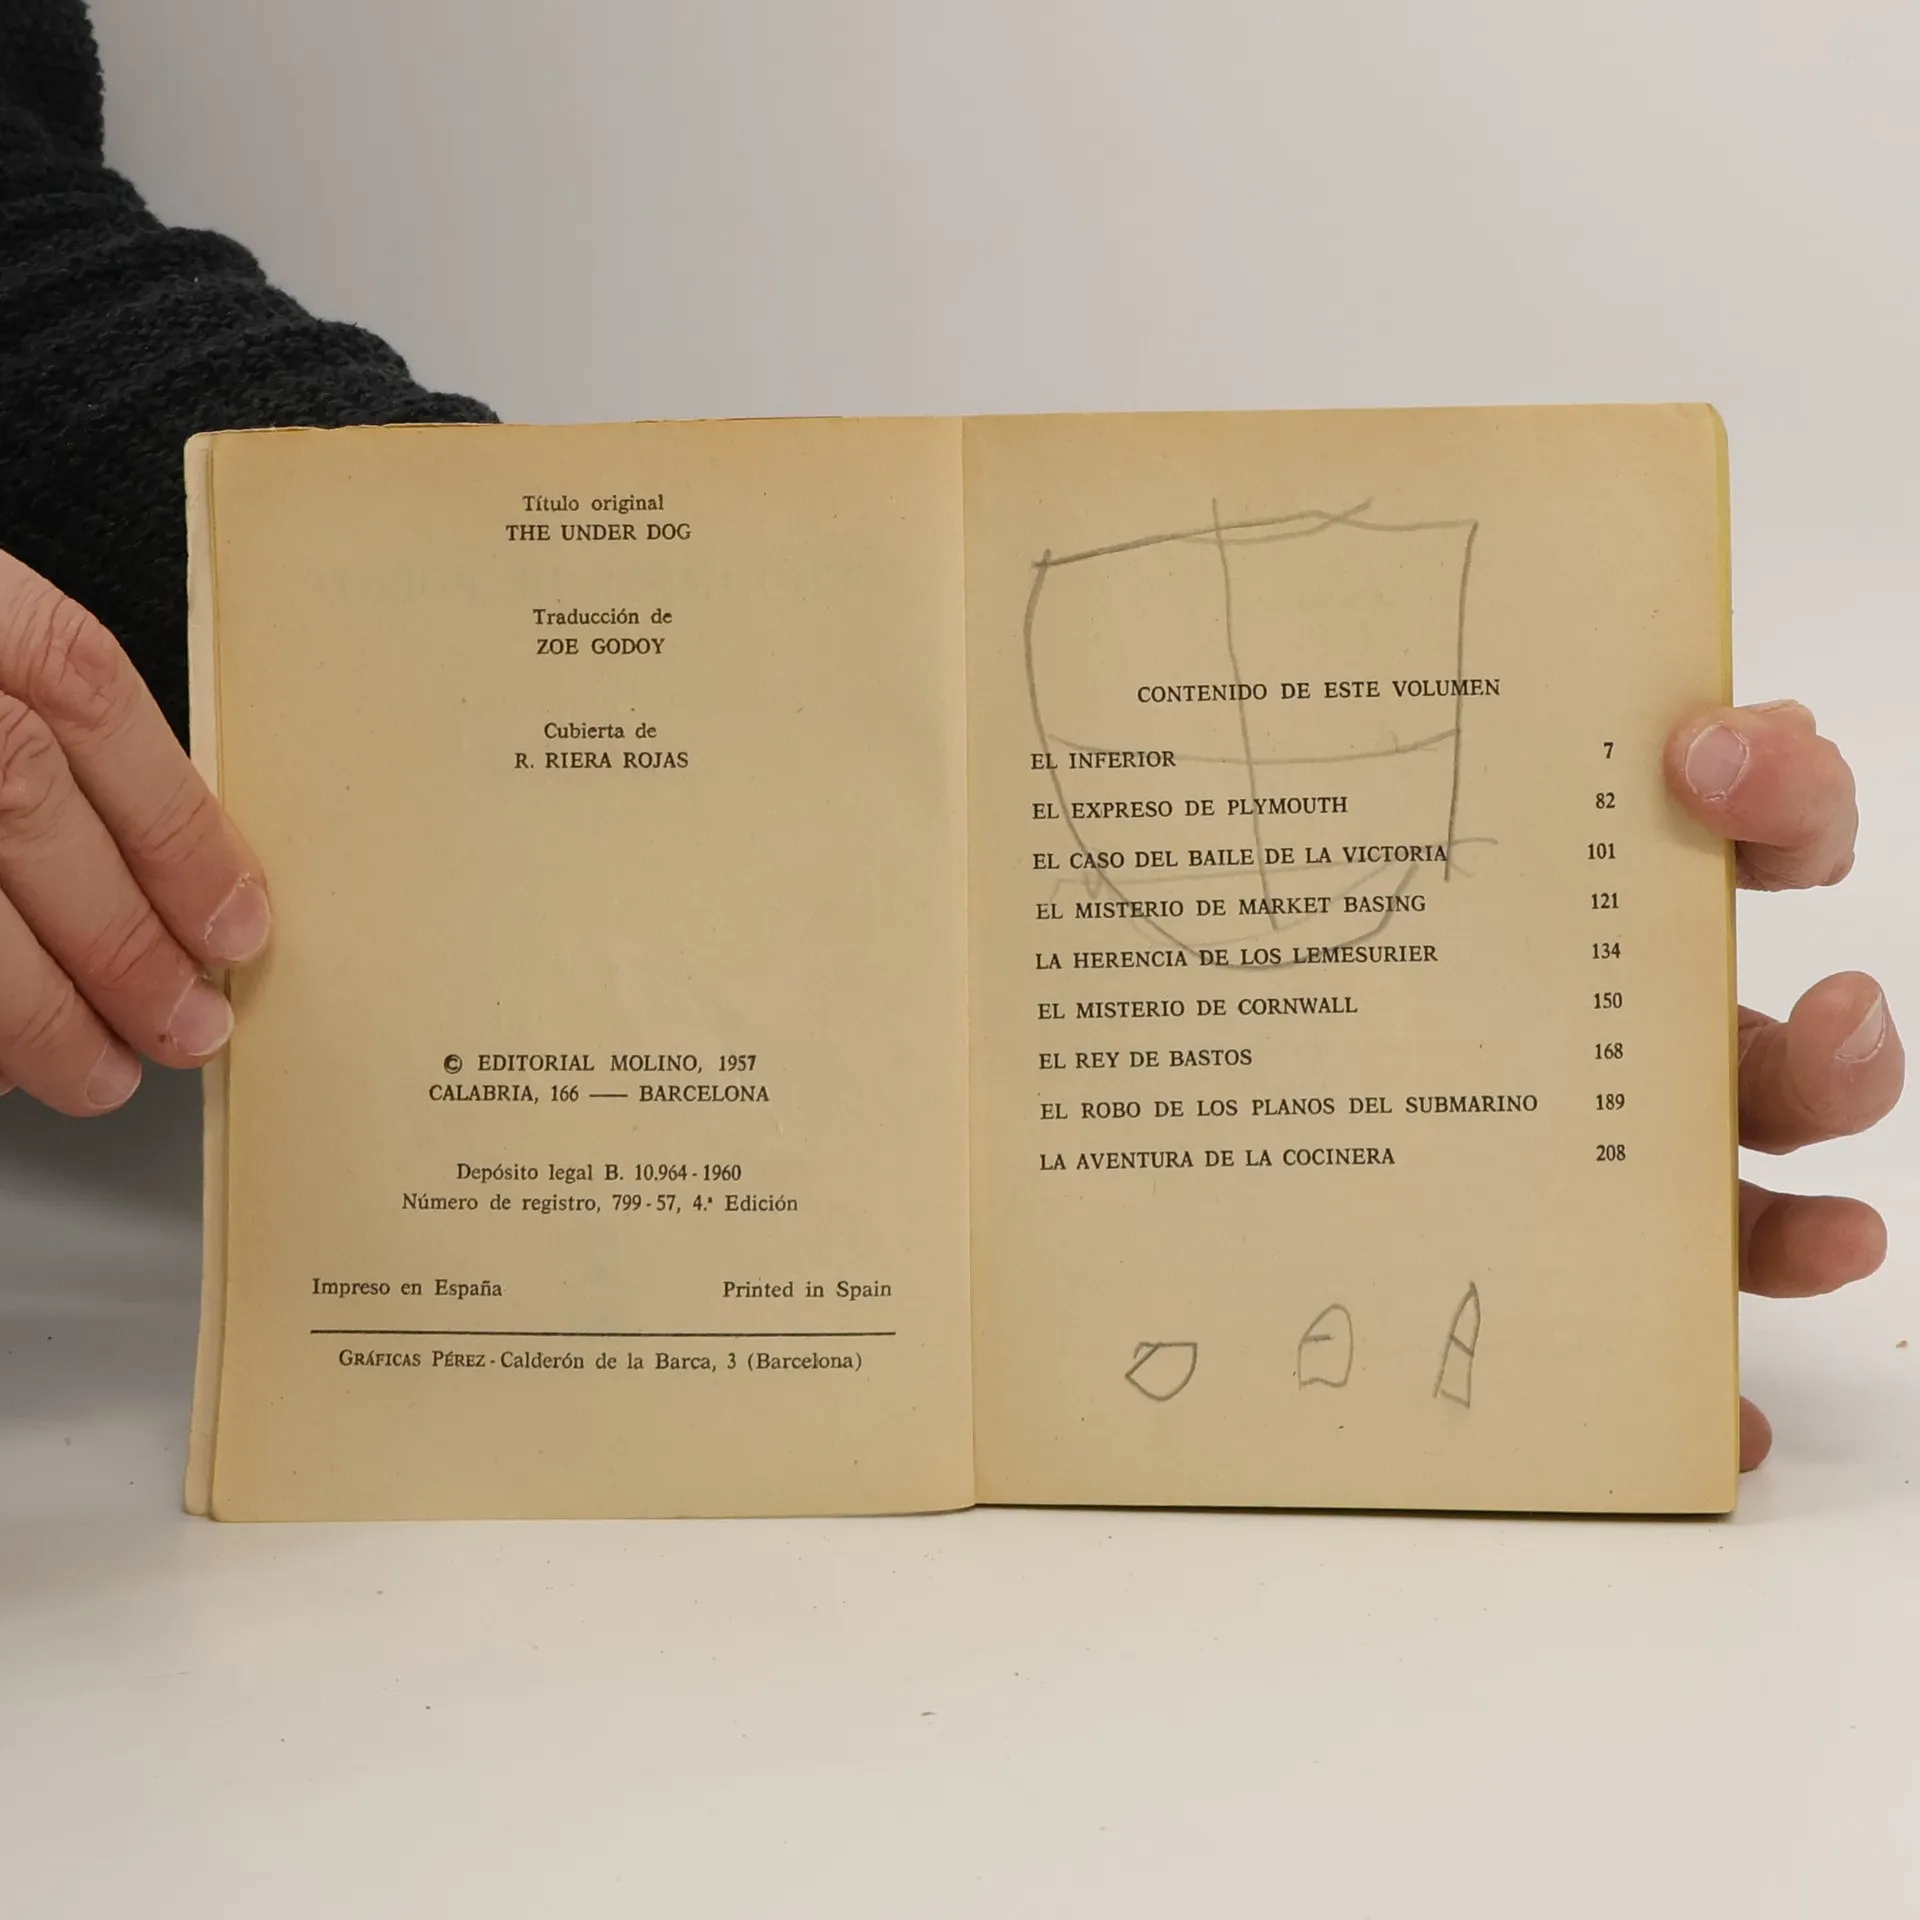 Título original
THE UNDER DOG
Traducción de
ZOE GODOY
Cubierta de
R. RIERA ROJAS
© EDITORIAL MOLINO, 1957
CALABRIA, 166 —— BARCELONA
Depósito legal B. 10.964 - 1960
Número de registro, 799 - 57, 4.ª Edición
Impreso en España Printed in Spain
GRÁFICAS PÉREZ - Calderón de la Barca, 3 (Barcelona)
CONTENIDO DE ESTE VOLUMEN
EL INFERIOR 7
EL EXPRESO DE PLYMOUTH 82
EL CASO DEL BAILE DE LA VICTORIA 101
EL MISTERIO DE MARKET BASING 121
LA HERENCIA DE LOS LEMESURIER 134
EL MISTERIO DE CORNWALL 150
EL REY DE BASTOS 168
EL ROBO DE LOS PLANOS DEL SUBMARINO 189
LA AVENTURA DE LA COCINERA 208